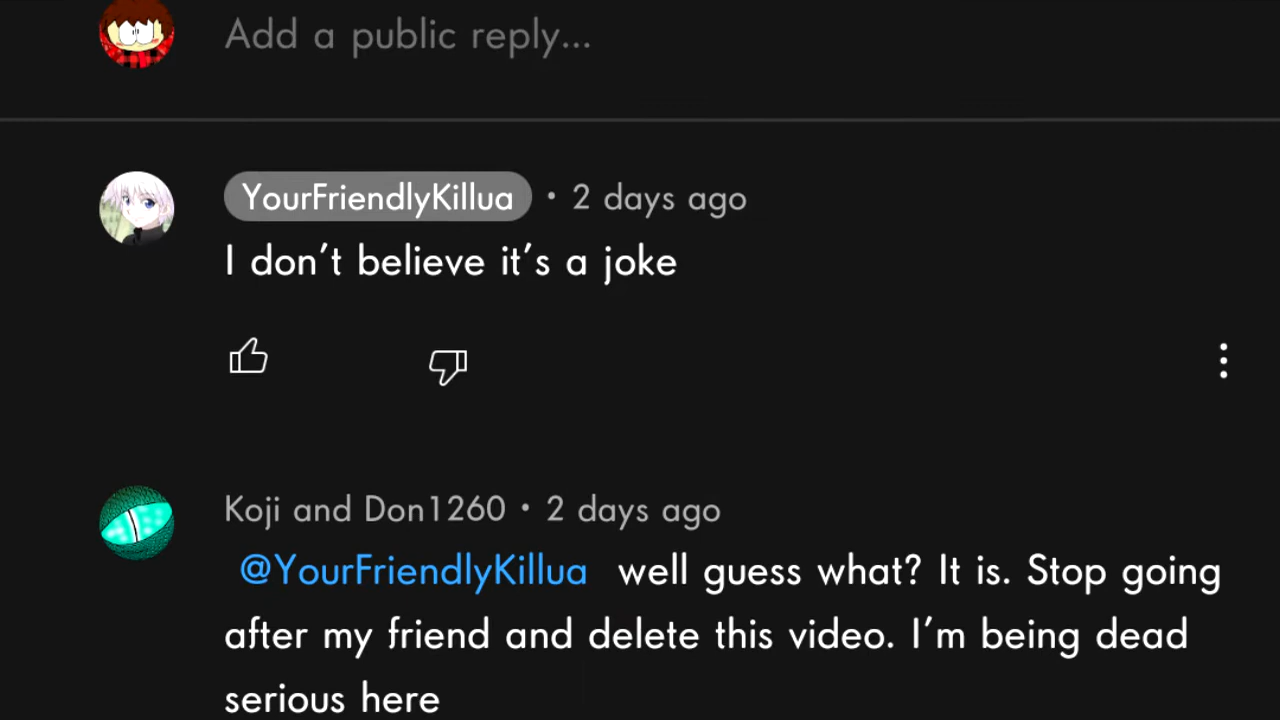 Add a public reply...
YourFriendlyKillua • 2 days ago
I don't believe it's a joke
Koji and Don1260 • 2 days ago
@YourFriendlyKillua well guess what? It is. Stop going
after my friend and delete this video. I'm being dead
serious here